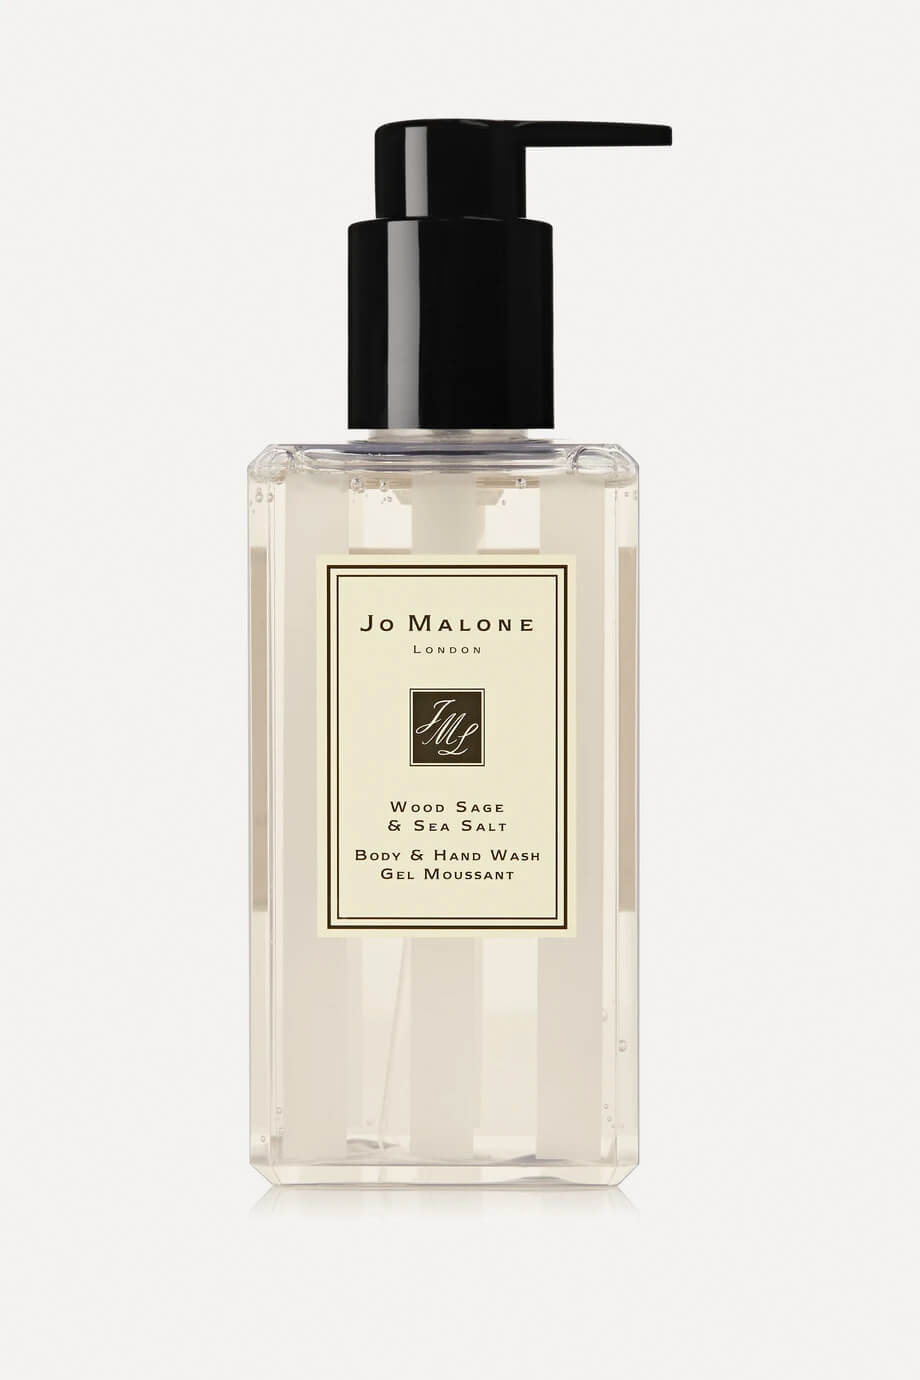 Jo Malone
London
JML
Wood Sage
& Sea Salt
Body & Hand Wash
Gel Moussant